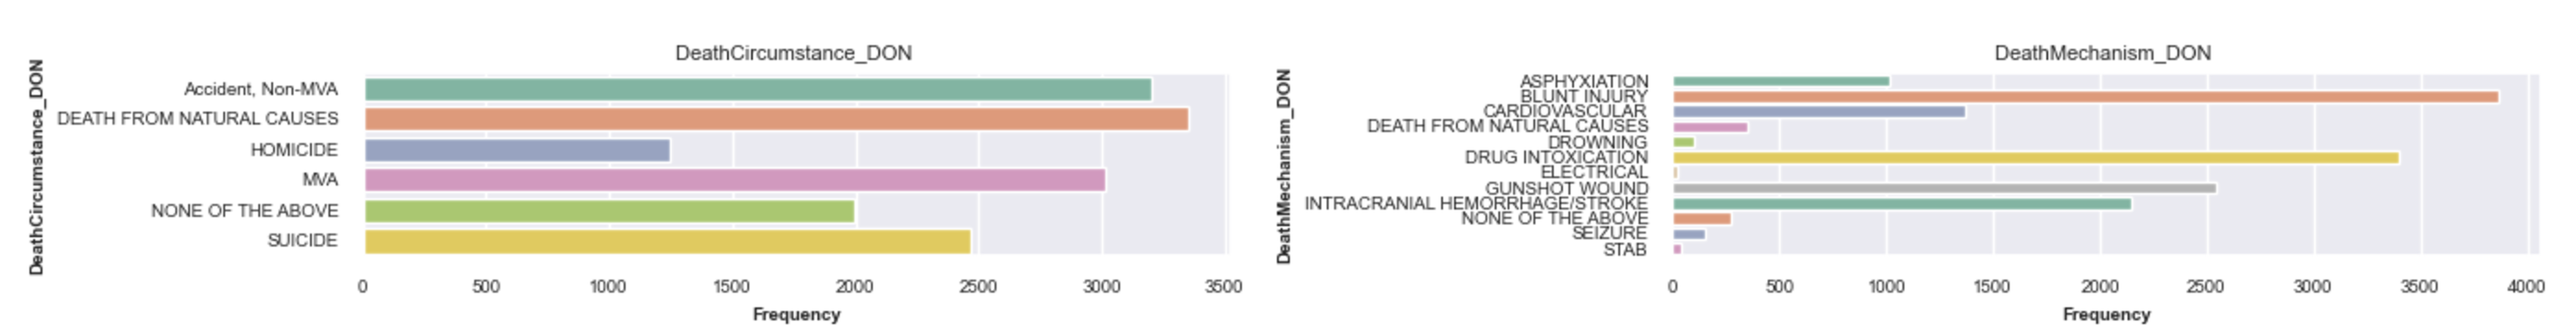 DeathCircumstance_DON
DeathCircumstance_DON
Accident, Non-MVA
DEATH FROM NATURAL CAUSES
HOMICIDE
MVA
NONE OF THE ABOVE
SUICIDE
0 500 1000 1500 2000 2500 3000 3500
Frequency
DeathMechanism_DON
DeathMechanism_DON
ASPHYXIATION
BLUNT INJURY
CARDIOVASCULAR
DEATH FROM NATURAL CAUSES
DROWNING
DRUG INTOXICATION
ELECTRICAL
GUNSHOT WOUND
INTRACRANIAL HEMORRHAGE/STROKE
NONE OF THE ABOVE
SEIZURE
STAB
0 500 1000 1500 2000 2500 3000 3500 4000
Frequency